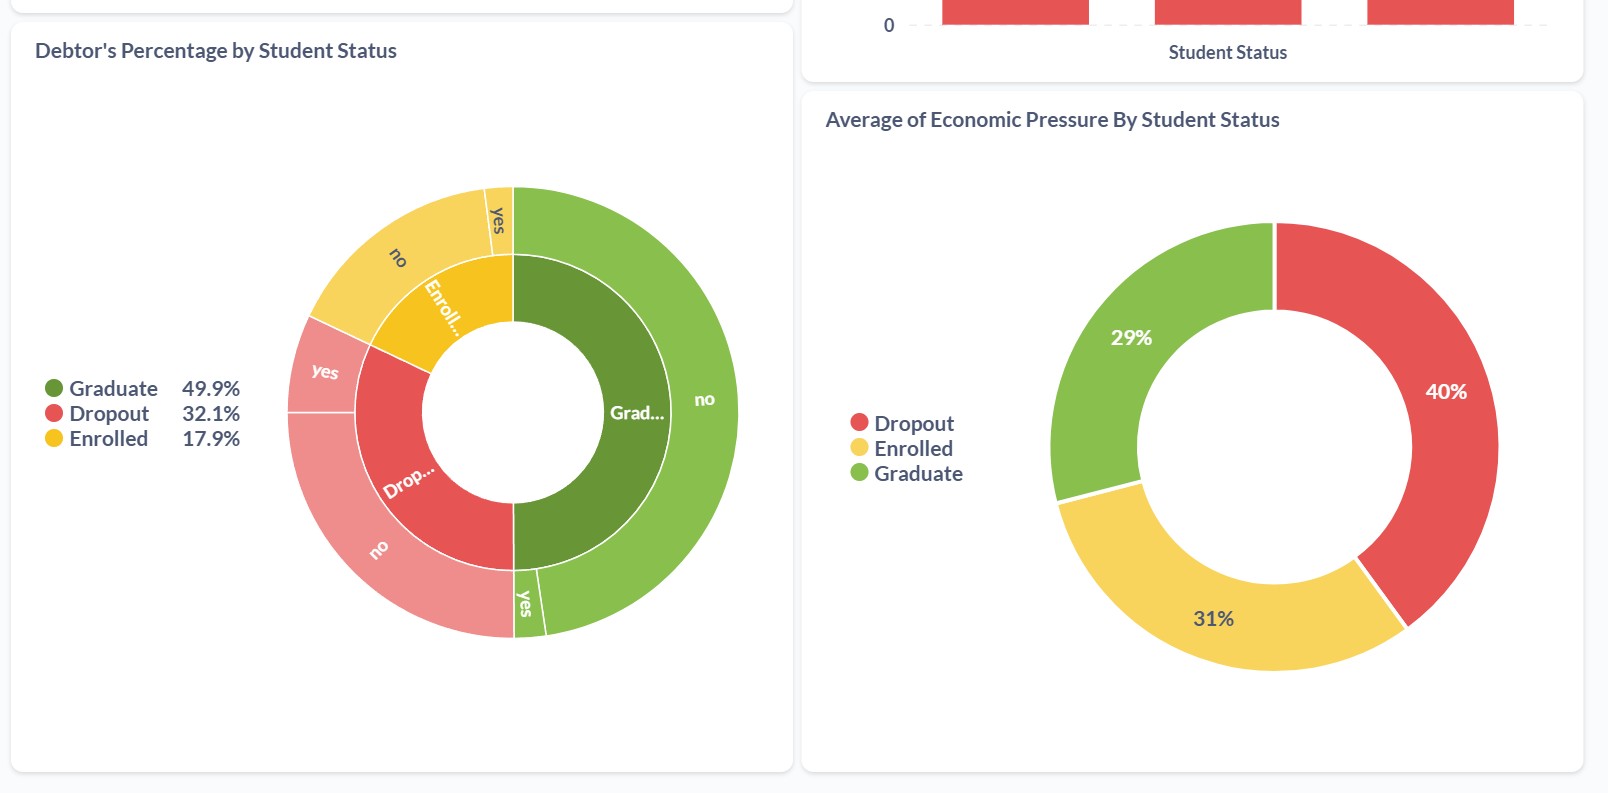 Debtor's Percentage by Student Status
Graduate 49.9%
Dropout 32.1%
Enrolled 17.9%
yes
no
Enroll...
yes
Grad...
no
Drop...
no
yes
0
Student Status
Average of Economic Pressure By Student Status
Dropout
Enrolled
Graduate
29%
40%
31%